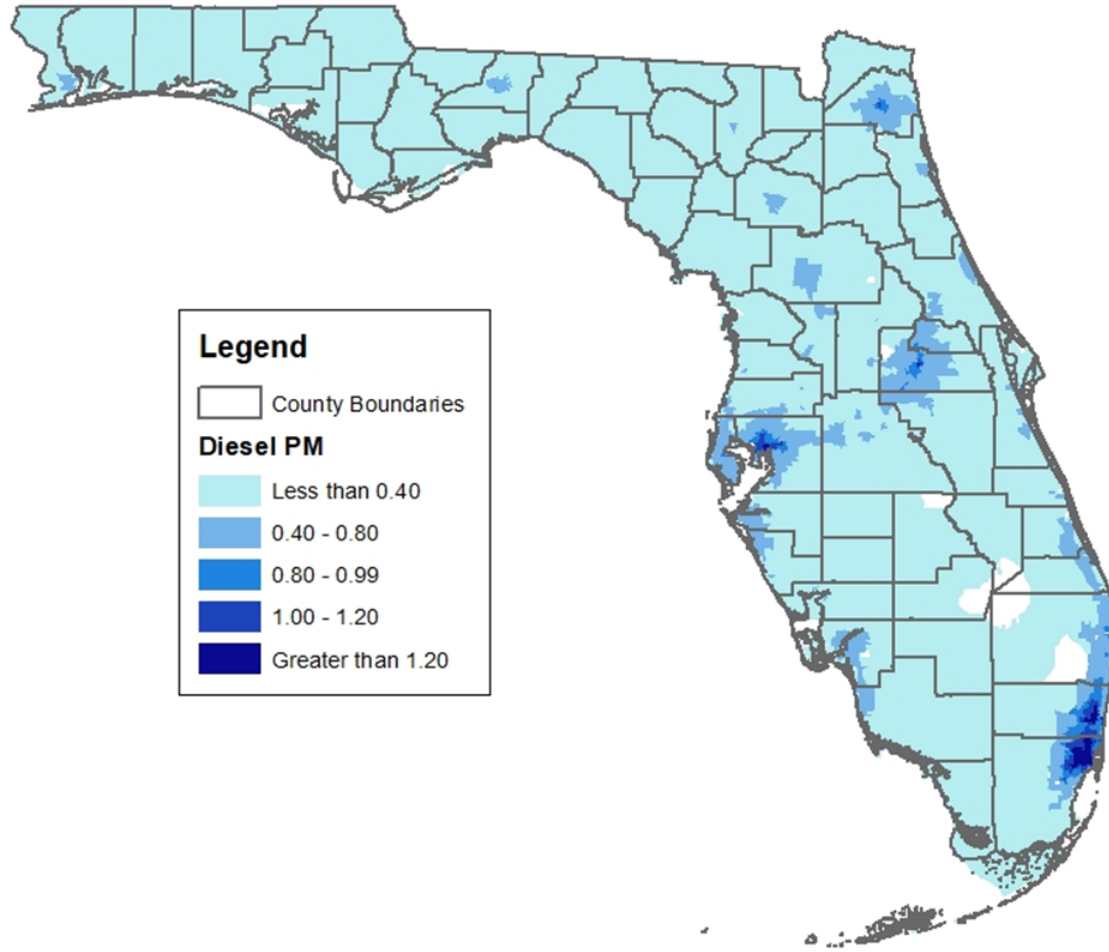 Legend
County Boundaries
Diesel PM
Less than 0.40
0.40 - 0.80
0.80 - 0.99
1.00 - 1.20
Greater than 1.20